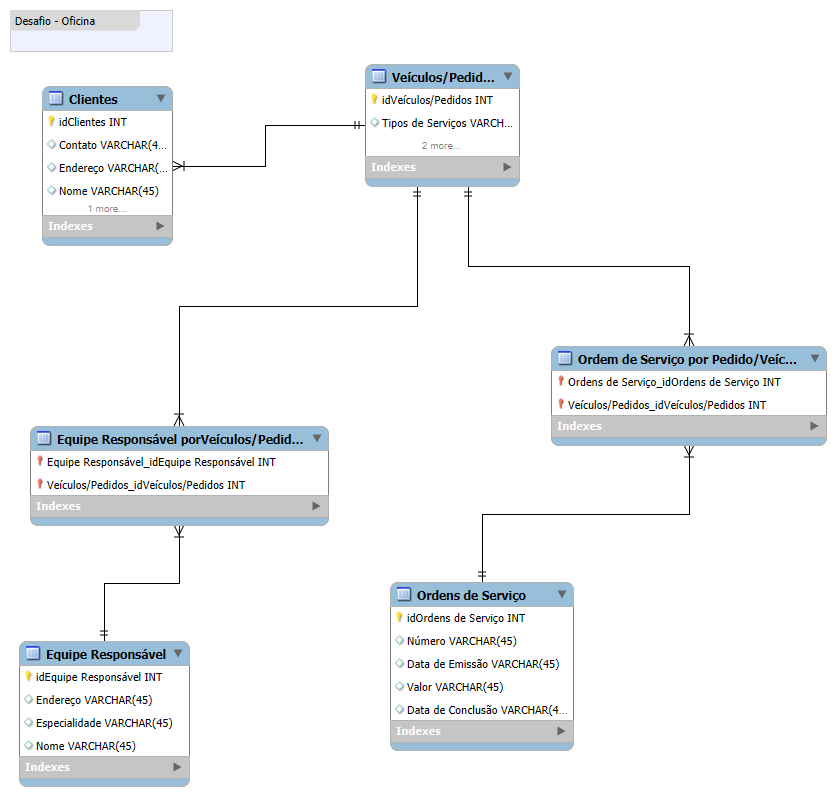 Desafio - Oficina
Clientes
idClientes INT
Contato VARCHAR(4...
Endereço VARCHAR(...
Nome VARCHAR(45)
1 more...
Indexes
Veículos/Pedid...
idVeículos/Pedidos INT
Tipos de Serviços VARCH...
2 more...
Indexes
Ordem de Serviço por Pedido/Veíc...
Ordens de Serviço_idOrdens de Serviço INT
Veículos/Pedidos_idVeículos/Pedidos INT
Indexes
Equipe Responsável porVeículos/Pedid...
Equipe Responsável_idEquipe Responsável INT
Veículos/Pedidos_idVeículos/Pedidos INT
Indexes
Ordens de Serviço
idOrdens de Serviço INT
Número VARCHAR(45)
Data de Emissão VARCHAR(45)
Valor VARCHAR(45)
Data de Conclusão VARCHAR(4...
Indexes
Equipe Responsável
idEquipe Responsável INT
Endereço VARCHAR(45)
Especialidade VARCHAR(45)
Nome VARCHAR(45)
Indexes